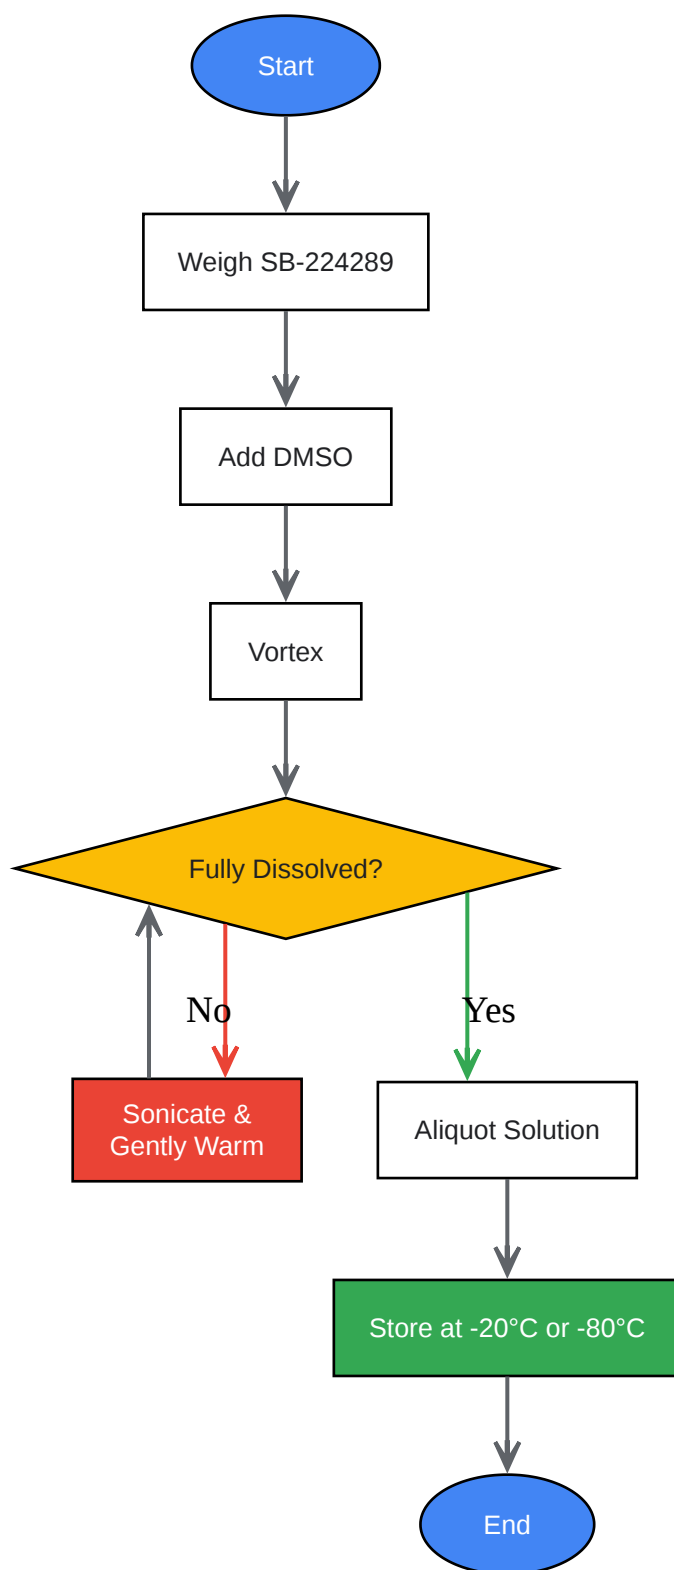 Start
Weigh SB-224289
Add DMSO
Vortex
Fully Dissolved?
No
Yes
Sonicate &
Gently Warm
Aliquot Solution
Store at -20°C or -80°C
End